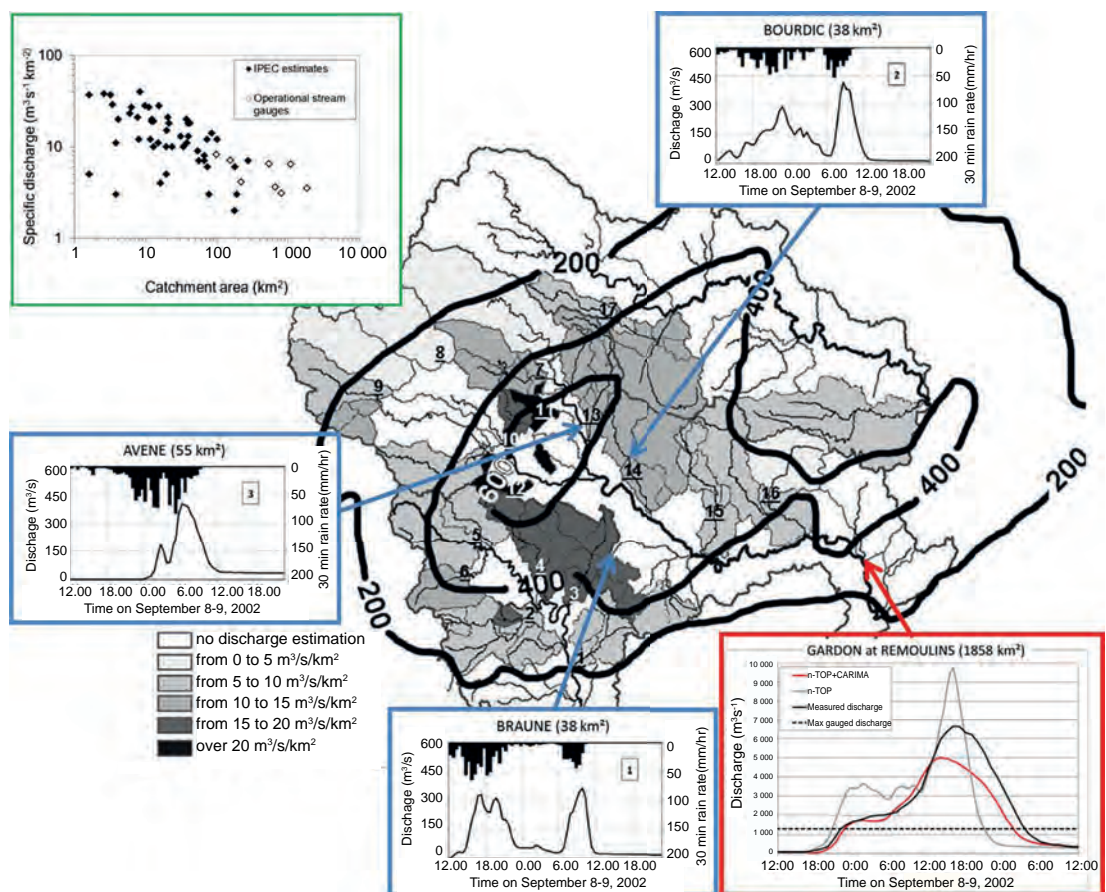 100
10
1
1
10
100
1000
10 000
Specific discharge (m³ s⁻¹ km⁻²)
Catchment area (km²)
IPEC estimates
Operational stream
gauges
BOURDIC (38 km²)
600
450
300
150
0
0
50
100
150
200
Dischage (m³/s)
30 min rain rate(mm/hr)
2
12.00 18.00 0.00 6.00 12.00 18.00
Time on September 8-9, 2002
AVENE (55 km²)
600
450
300
150
0
0
50
100
150
200
Dischage (m³/s)
30 min rain rate(mm/hr)
3
12.00 18.00 0.00 6.00 12.00 18.00
Time on September 8-9, 2002
200
400
17
8
7
9
11
13
10
600
14
12
16
15
5
400
200
4
6
400
3
200
2
no discharge estimation
from 0 to 5 m³/s/km²
from 5 to 10 m³/s/km²
from 10 to 15 m³/s/km²
from 15 to 20 m³/s/km²
over 20 m³/s/km²
BRAUNE (38 km²)
600
450
300
150
0
0
50
100
150
200
Dischage (m³/s)
30 min rain rate(mm/hr)
1
12.00 18.00 0.00 6.00 12.00 18.00
Time on September 8-9, 2002
GARDON at REMOULINS (1858 km²)
10 000
9 000
8 000
7 000
6 000
5 000
4 000
3 000
2 000
1 000
0
Discharge (m³s⁻¹)
n-TOP+CARIMA
n-TOP
Measured discharge
Max gauged discharge
12:00 18:00 0:00 6:00 12:00 18:00 0:00 6:00 12:00
Time on September 8-9, 2002